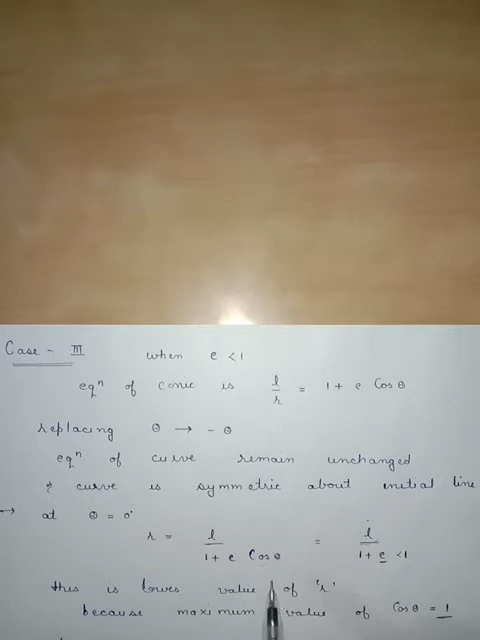 Case - III when e < 1
eqⁿ of conic is l/r = 1 + e Cos θ
replacing θ → - θ
eqⁿ of curve remain unchanged
curve is symmetric about initial line
→ at θ = 0°
r = l/(1 + e Cos θ) = l/(1 + e < 1)
this is lowes value of 'r'
because maximum value of Cos θ = 1